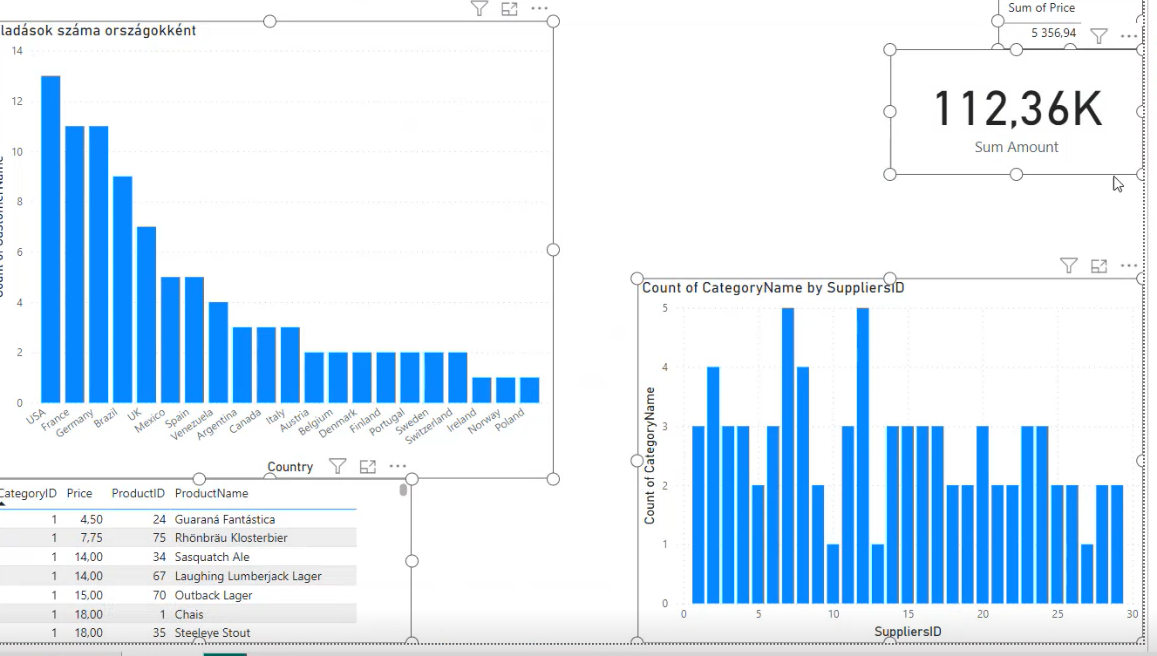 ladások száma országokként
14
12
10
8
6
4
2
0
USA
France
Germany
Brazil
UK
Mexico
Spain
Venezuela
Argentina
Canada
Italy
Austria
Belgium
Denmark
Finland
Portugal
Sweden
Switzerland
Ireland
Norway
Poland
Country
Sum of Price
5 356,94
112,36K
Sum Amount
CategoryID Price ProductID ProductName
1 4,50 24 Guaraná Fantástica
1 7,75 75 Rhönbräu Klosterbier
1 14,00 34 Sasquatch Ale
1 14,00 67 Laughing Lumberjack Lager
1 15,00 70 Outback Lager
1 18,00 1 Chais
1 18,00 35 Steeleye Stout
Count of CategoryName by SuppliersID
Count of CategoryName
5
4
3
2
1
0
0 5 10 15 20 25 30
SuppliersID